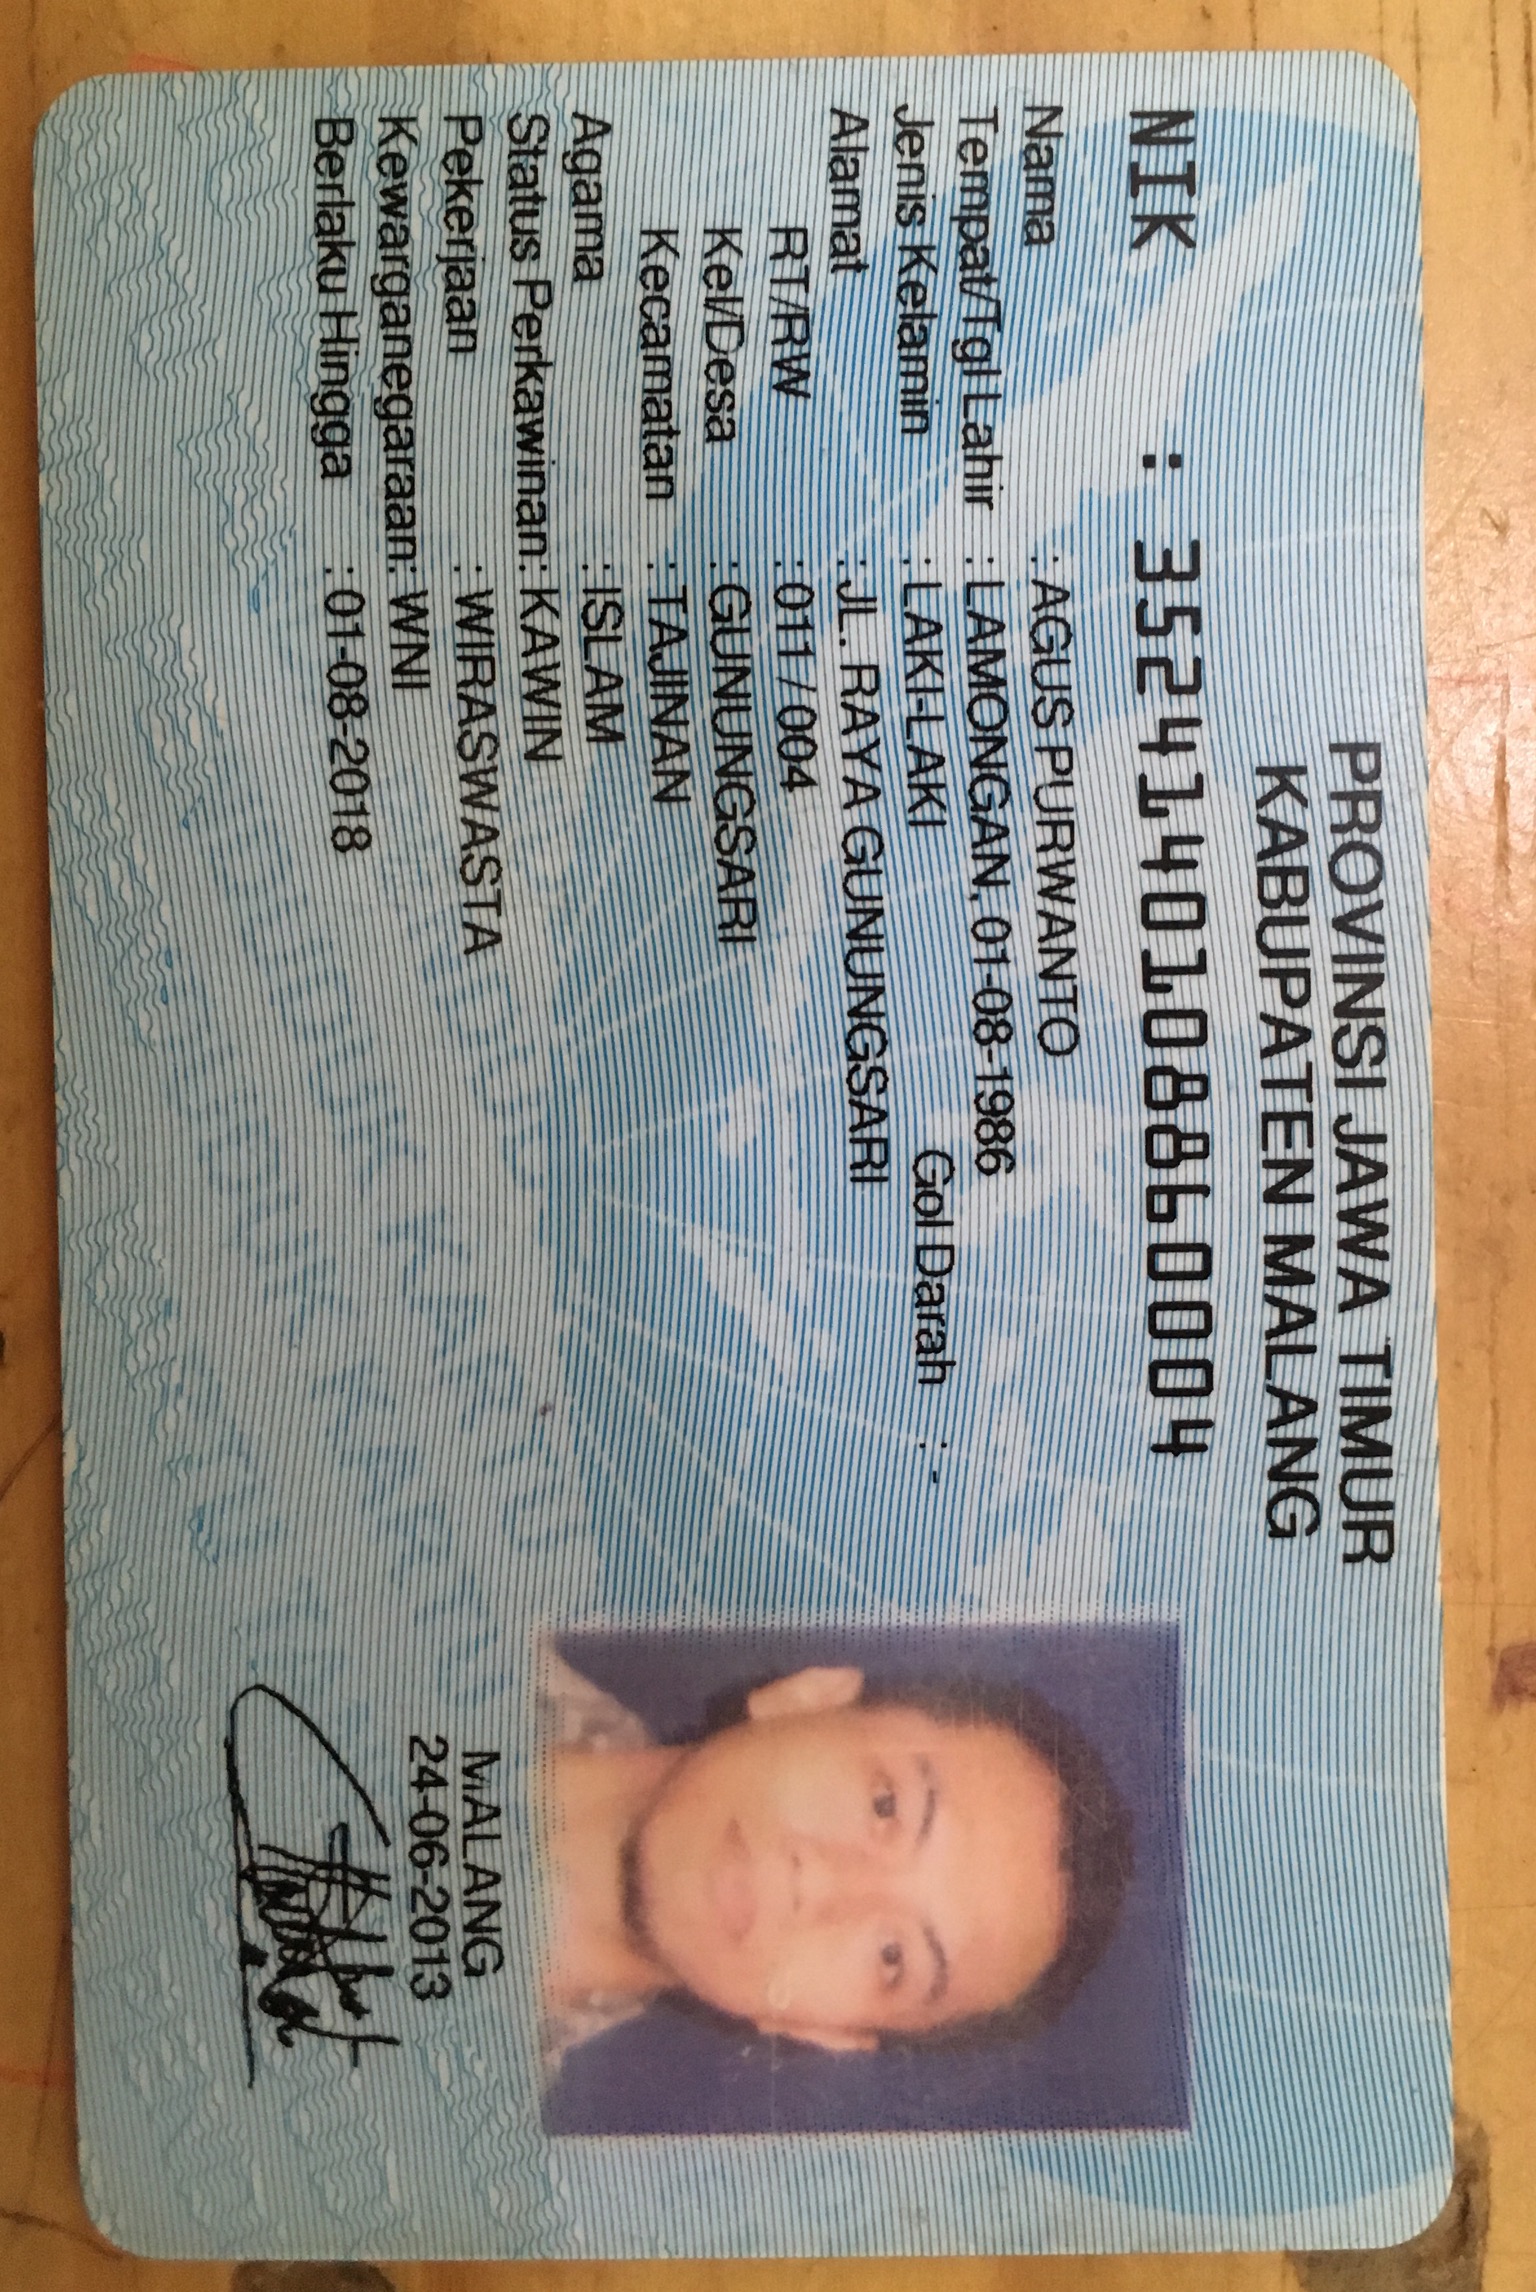 PROVINSI JAWA TIMUR
KABUPATEN MALANG
NIK : 3524140108860004
Nama : AGUS PURWANTO
Tempat/Tgl Lahir : LAMONGAN, 01-08-1986
Jenis Kelamin : LAKI-LAKI Gol Darah : -
Alamat : JL. RAYA GUNUNGSARI
RT/RW : 011/004
Kel/Desa : GUNUNGSARI
Kecamatan : TAJINAN
Agama : ISLAM
Status Perkawinan: KAWIN
Pekerjaan : WIRASWASTA
Kewarganegaraan: WNI
Berlaku Hingga : 01-08-2018
MALANG
24-06-2013